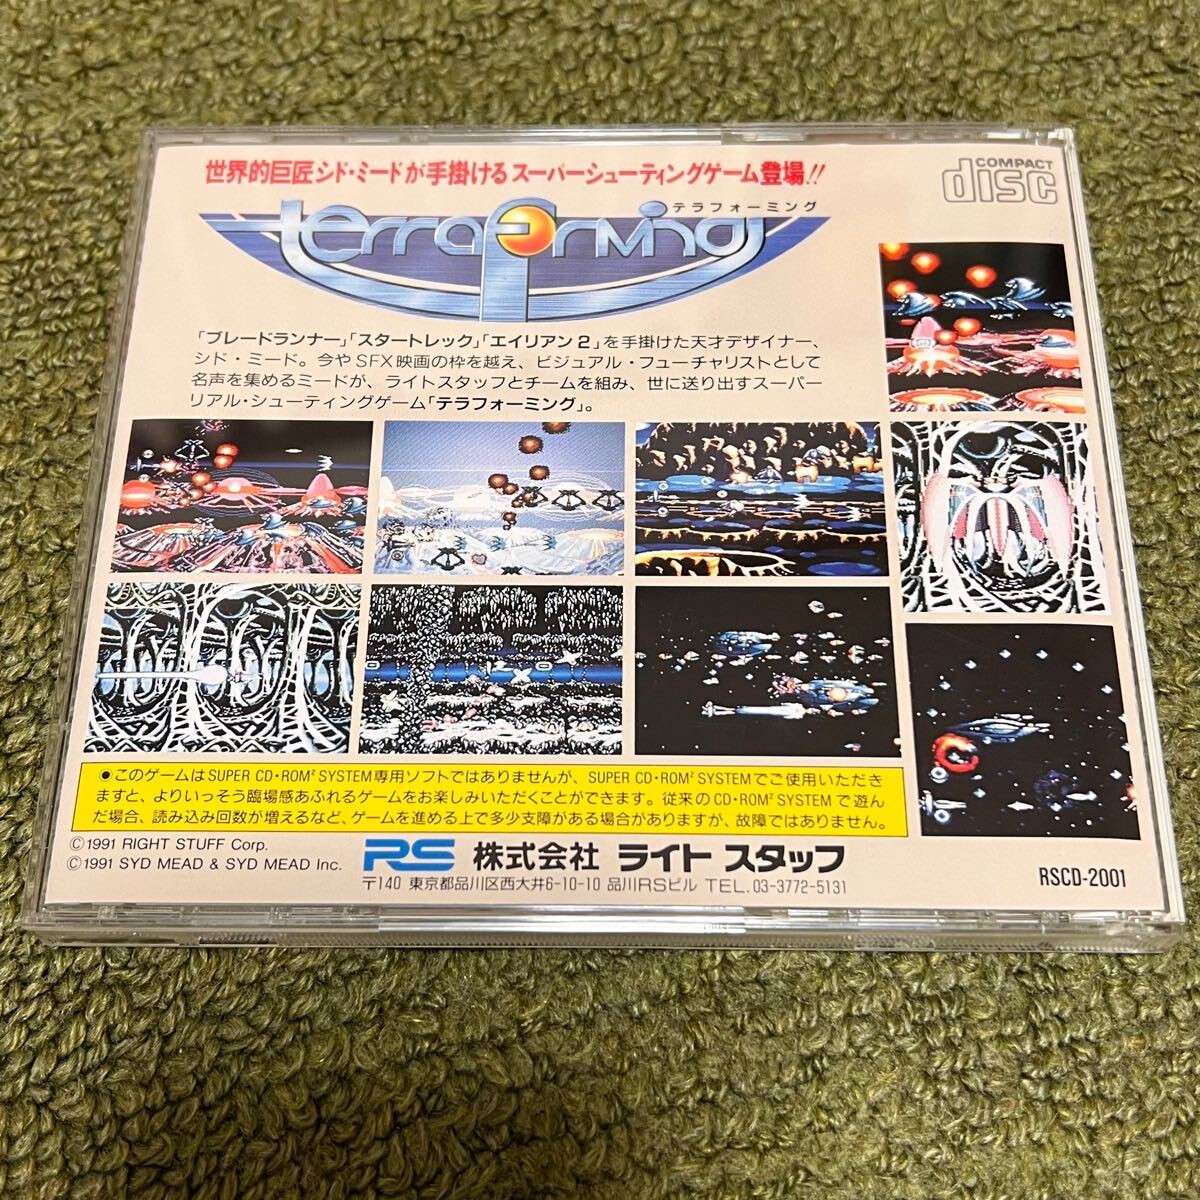 世界的巨匠シド・ミードが手掛けるスーパーシューティングゲーム登場!!
COMPACT
disc
テラフォーミング
terraforming
「ブレードランナー」「スタートレック」「エイリアン2」を手掛けた天才デザイナー、
シド・ミード。今やSFX映画の枠を越え、ビジュアル・フューチャリストとして
名声を集めるミードが、ライトスタッフとチームを組み、世に送り出すスーパー
リアル・シューティングゲーム「テラフォーミング」。
●このゲームはSUPER CD・ROM² SYSTEM専用ソフトではありませんが、SUPER CD・ROM² SYSTEMでご使用いただき
ますと、よりいっそう臨場感あふれるゲームをお楽しみいただくことができます。従来のCD・ROM² SYSTEMで遊ん
だ場合、読み込み回数が増えるなど、ゲームを進める上で多少支障がある場合がありますが、故障ではありません。
©1991 RIGHT STUFF Corp.
©1991 SYD MEAD & SYD MEAD Inc.
RS 株式会社 ライト スタッフ
〒140 東京都品川区西大井6-10-10 品川RSビル TEL.03-3772-5131
RSCD-2001